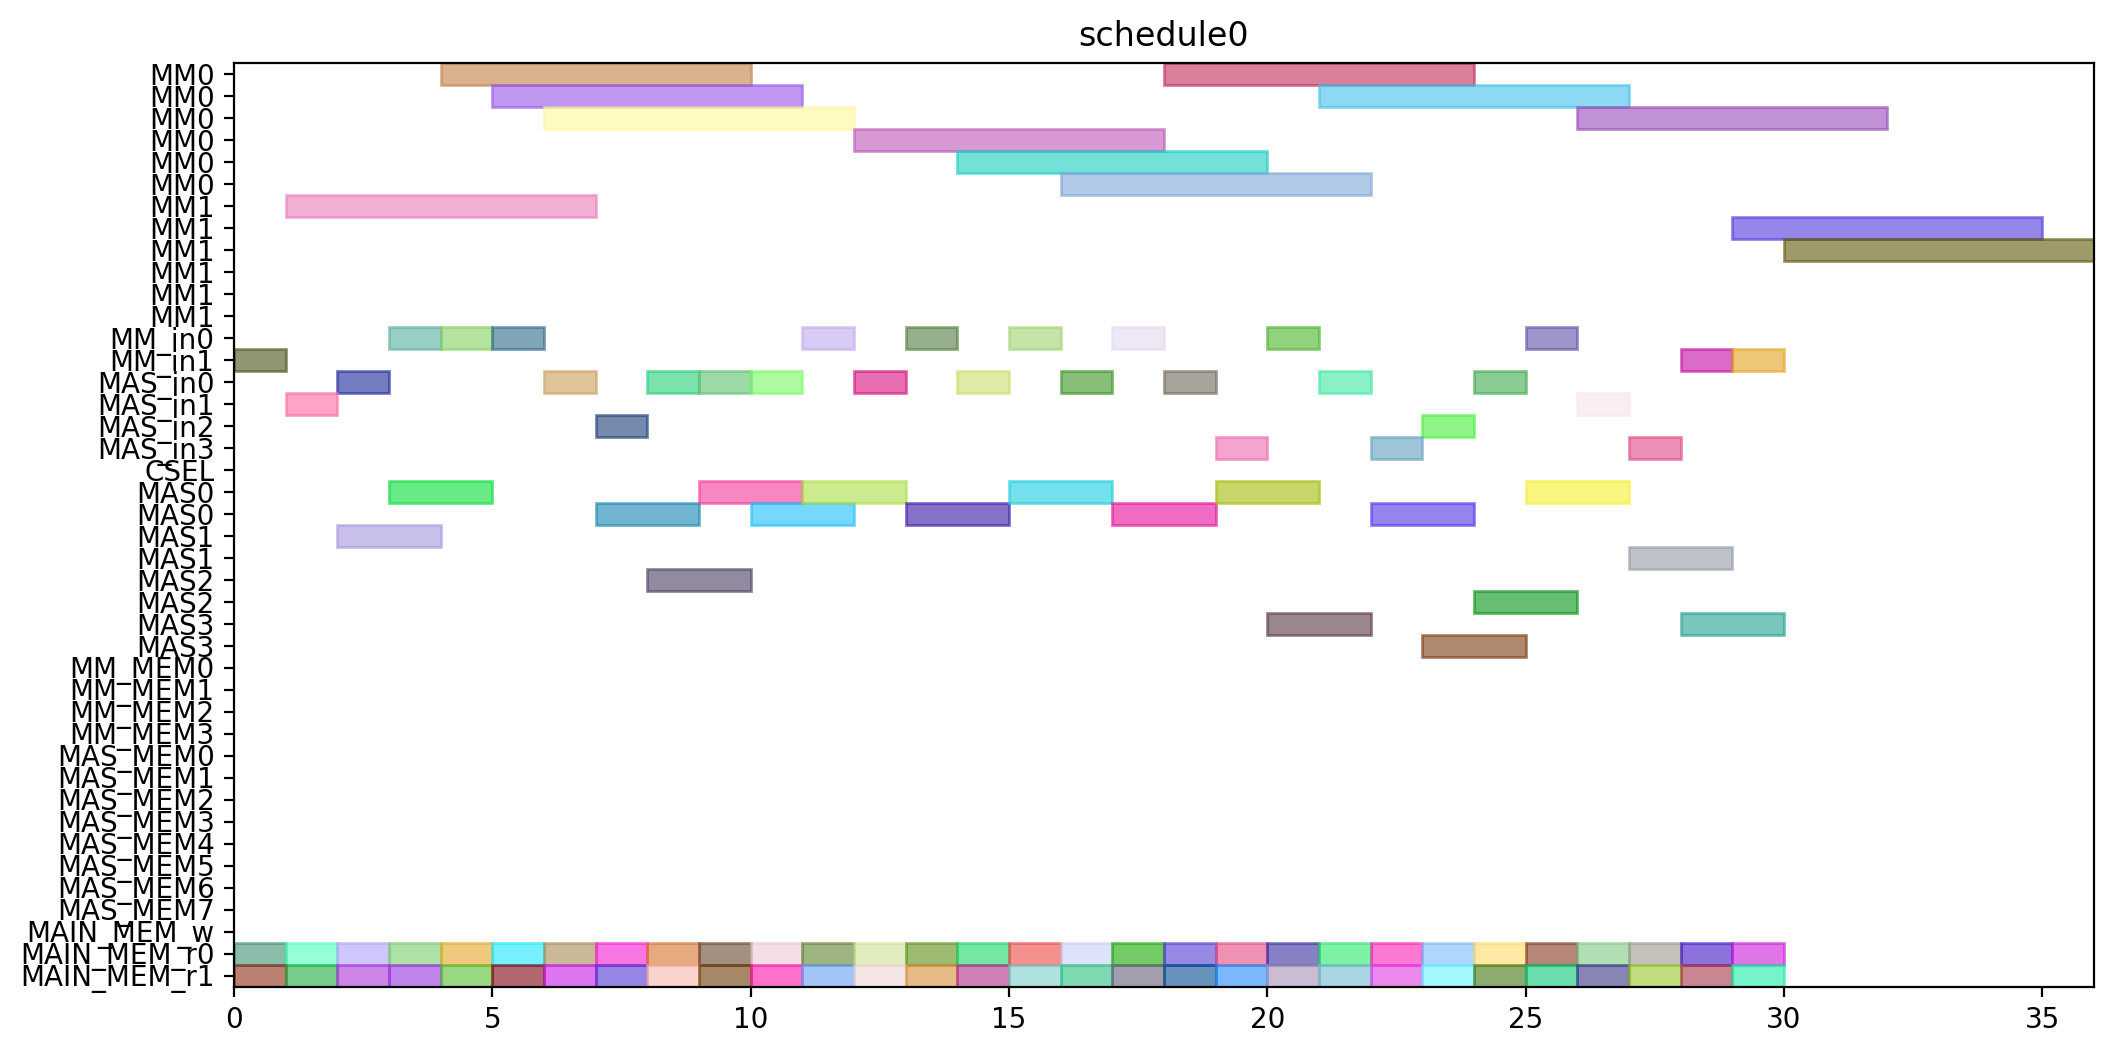 schedule0
MM0
MM0
MM0
MM0
MM0
MM0
MM1
MM1
MM1
MM1
MM1
MM1
MM_in0
MM_in1
MAS_in0
MAS_in1
MAS_in2
MAS_in3
CSEL
MAS0
MAS0
MAS1
MAS1
MAS2
MAS2
MAS3
MAS3
MM_MEM0
MM_MEM1
MM_MEM2
MM_MEM3
MAS_MEM0
MAS_MEM1
MAS_MEM2
MAS_MEM3
MAS_MEM4
MAS_MEM5
MAS_MEM6
MAS_MEM7
MAIN_MEM_w
MAIN_MEM_r0
MAIN_MEM_r1
0 5 10 15 20 25 30 35